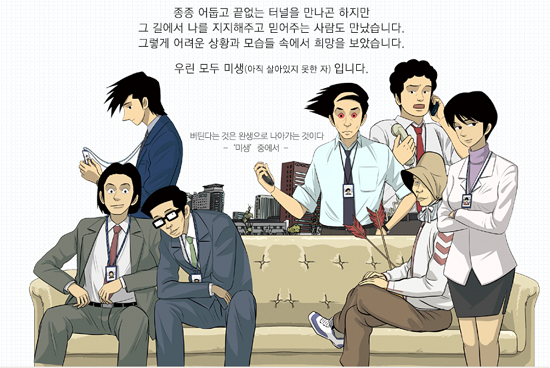 종종 어둡고 끝없는 터널을 만나곤 하지만
그 길에서 나를 지지해주고 믿어주는 사람도 만났습니다.
그렇게 어려운 상황과 모습들 속에서 희망을 보았습니다.
우린 모두 미생(아직 살아있지 못한 자) 입니다.
버틴다는 것은 완생으로 나아가는 것이다
- '미생' 중에서 -